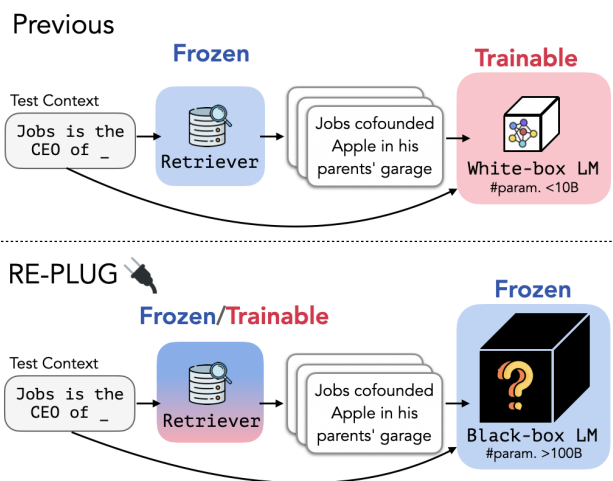 Previous
Frozen
Trainable
Test Context
Jobs is the
CEO of _
Retriever
Jobs cofounded
Apple in his
parents' garage
White-box LM
#param. <10B
RE-PLUG
Frozen/Trainable
Frozen
Test Context
Jobs is the
CEO of _
Retriever
Jobs cofounded
Apple in his
parents' garage
?
Black-box LM
#param. >100B